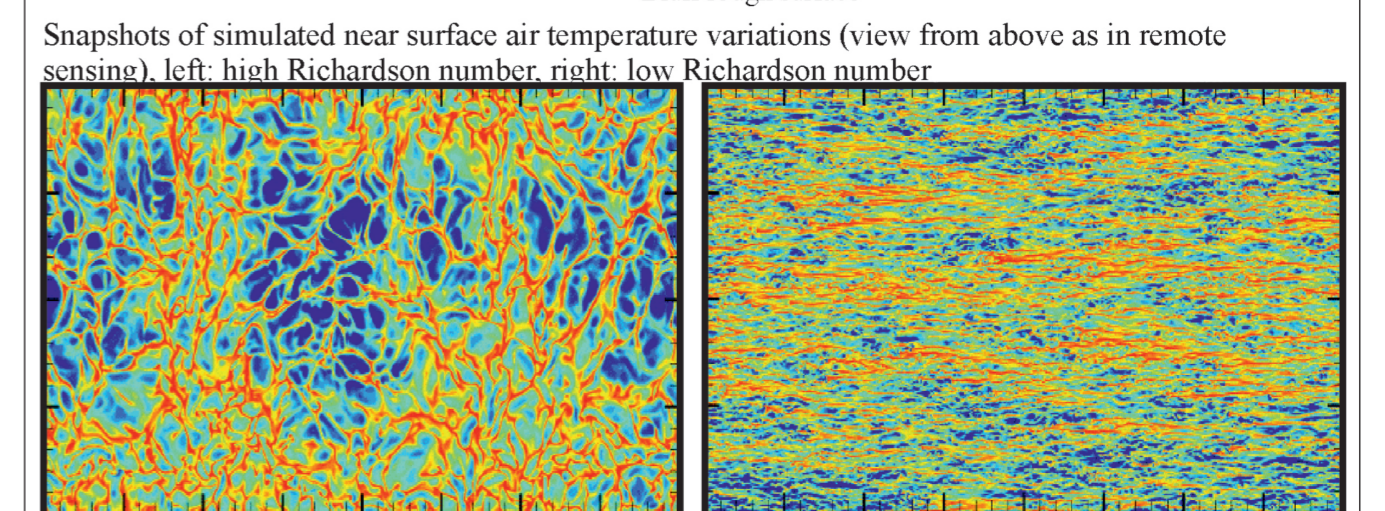 Snapshots of simulated near surface air temperature variations (view from above as in remote
sensing), left: high Richardson number, right: low Richardson number